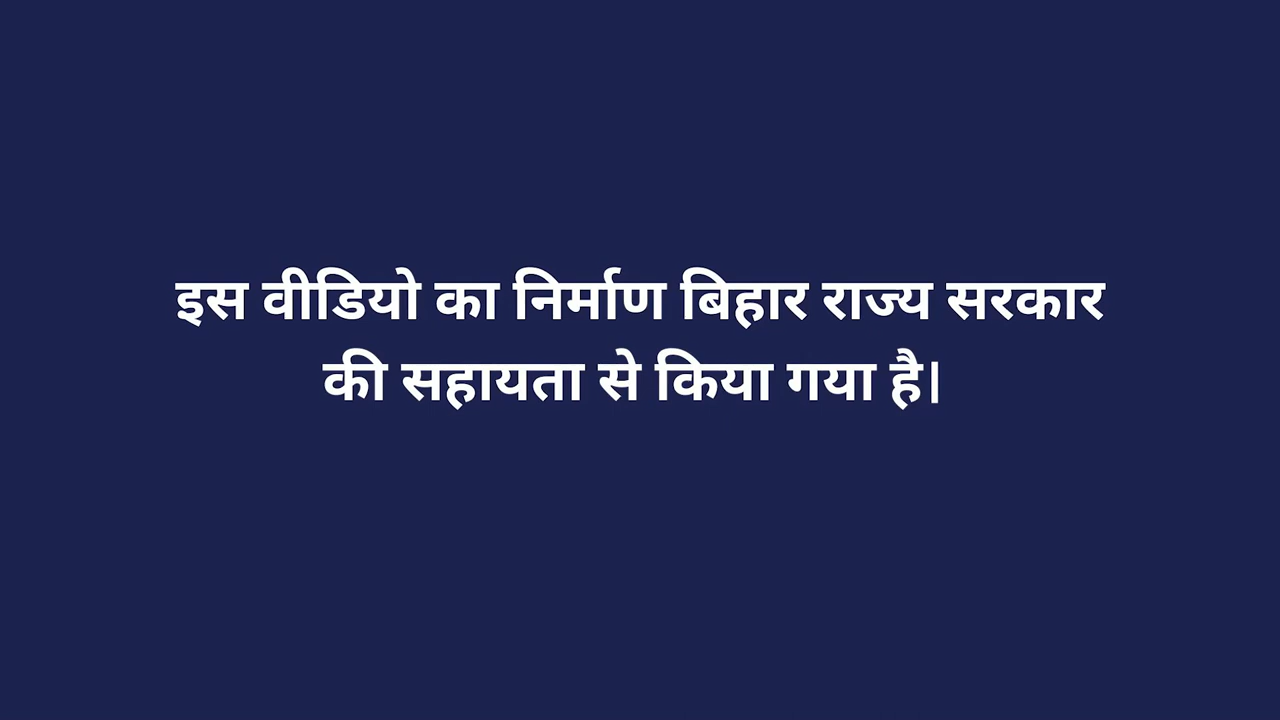 इस वीडियो का निर्माण बिहार राज्य सरकार
की सहायता से किया गया है।